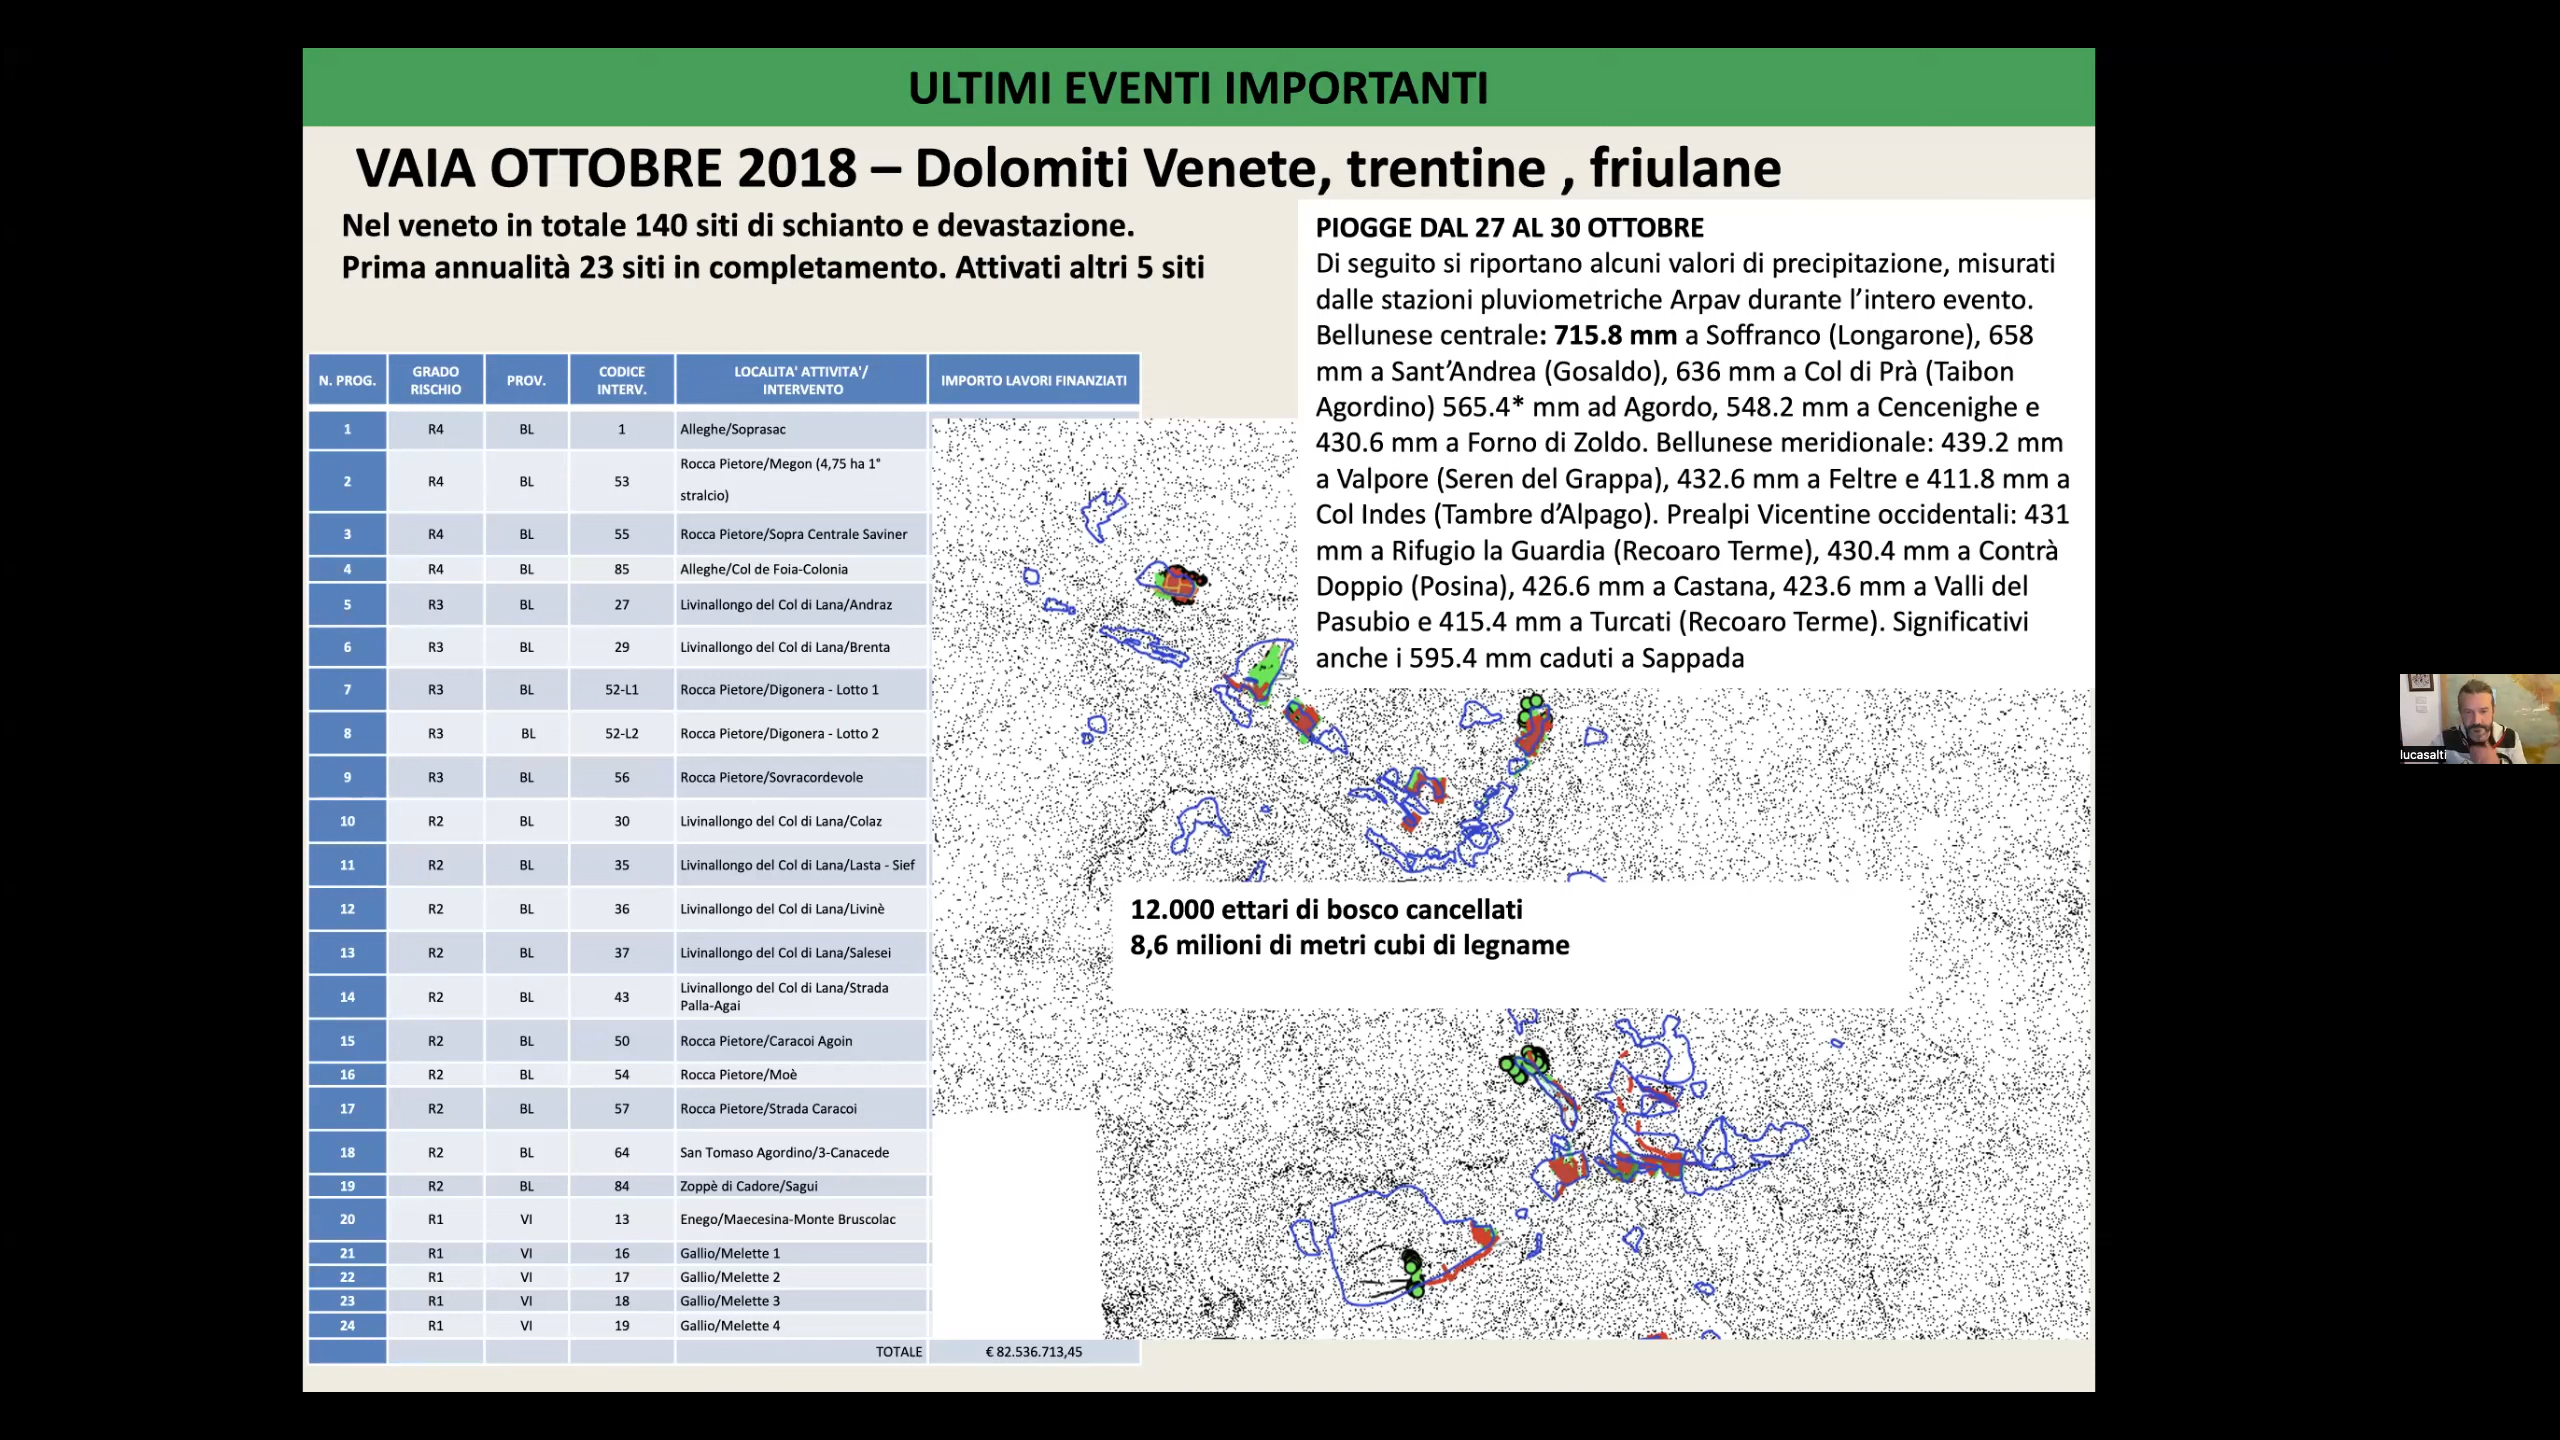 ULTIMI EVENTI IMPORTANTI
VAIA OTTOBRE 2018 – Dolomiti Venete, trentine , friulane
Nel veneto in totale 140 siti di schianto e devastazione.
Prima annualità 23 siti in completamento. Attivati altri 5 siti
PIOGGE DAL 27 AL 30 OTTOBRE
Di seguito si riportano alcuni valori di precipitazione, misurati
dalle stazioni pluviometriche Arpav durante l’intero evento.
Bellunese centrale: 715.8 mm a Soffranco (Longarone), 658
mm a Sant’Andrea (Gosaldo), 636 mm a Col di Prà (Taibon
Agordino) 565.4* mm ad Agordo, 548.2 mm a Cencenighe e
430.6 mm a Forno di Zoldo. Bellunese meridionale: 439.2 mm
a Valpore (Seren del Grappa), 432.6 mm a Feltre e 411.8 mm a
Col Indes (Tambre d’Alpago). Prealpi Vicentine occidentali: 431
mm a Rifugio la Guardia (Recoaro Terme), 430.4 mm a Contrà
Doppio (Posina), 426.6 mm a Castana, 423.6 mm a Valli del
Pasubio e 415.4 mm a Turcati (Recoaro Terme). Significativi
anche i 595.4 mm caduti a Sappada
N. PROG. GRADO RISCHIO PROV. CODICE INTERV. LOCALITA' ATTIVITA'/ INTERVENTO IMPORTO LAVORI FINANZIATI
1 R4 BL 1 Alleghe/Soprasac
2 R4 BL 53 Rocca Pietore/Megon (4,75 ha 1° stralcio)
3 R4 BL 55 Rocca Pietore/Sopra Centrale Saviner
4 R4 BL 85 Alleghe/Col de Foia-Colonia
5 R3 BL 27 Livinallongo del Col di Lana/Andraz
6 R3 BL 29 Livinallongo del Col di Lana/Brenta
7 R3 BL 52-L1 Rocca Pietore/Digonera - Lotto 1
8 R3 BL 52-L2 Rocca Pietore/Digonera - Lotto 2
9 R3 BL 56 Rocca Pietore/Sovracordevole
10 R2 BL 30 Livinallongo del Col di Lana/Colaz
11 R2 BL 35 Livinallongo del Col di Lana/Lasta - Sief
12 R2 BL 36 Livinallongo del Col di Lana/Livinè
13 R2 BL 37 Livinallongo del Col di Lana/Salesei
14 R2 BL 43 Livinallongo del Col di Lana/Strada Palla-Agai
15 R2 BL 50 Rocca Pietore/Caracoi Agoin
16 R2 BL 54 Rocca Pietore/Moè
17 R2 BL 57 Rocca Pietore/Strada Caracoi
18 R2 BL 64 San Tomaso Agordino/3-Canacede
19 R2 BL 84 Zoppè di Cadore/Sagui
20 R1 VI 13 Enego/Maecesina-Monte Bruscolac
21 R1 VI 16 Gallio/Melette 1
22 R1 VI 17 Gallio/Melette 2
23 R1 VI 18 Gallio/Melette 3
24 R1 VI 19 Gallio/Melette 4
TOTALE € 82.536.713,45
12.000 ettari di bosco cancellati
8,6 milioni di metri cubi di legname
lucasalti